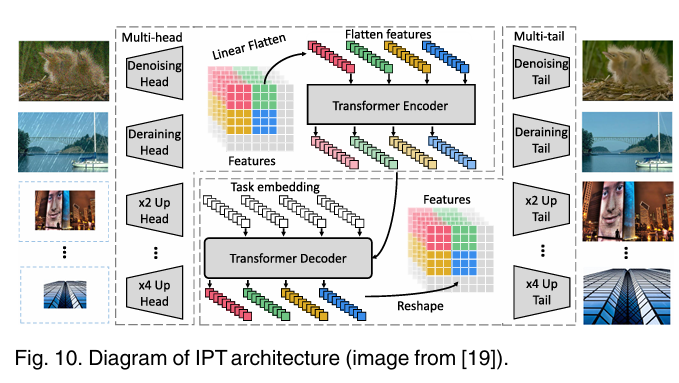 Multi-head
Linear Flatten
Flatten features
Multi-tail
Denoising
Head
Denoising
Tail
Transformer Encoder
Deraining
Head
Deraining
Tail
Features
Task embedding
Features
x2 Up
Head
x2 Up
Tail
Transformer Decoder
x4 Up
Head
x4 Up
Tail
Reshape
Fig. 10. Diagram of IPT architecture (image from [19]).